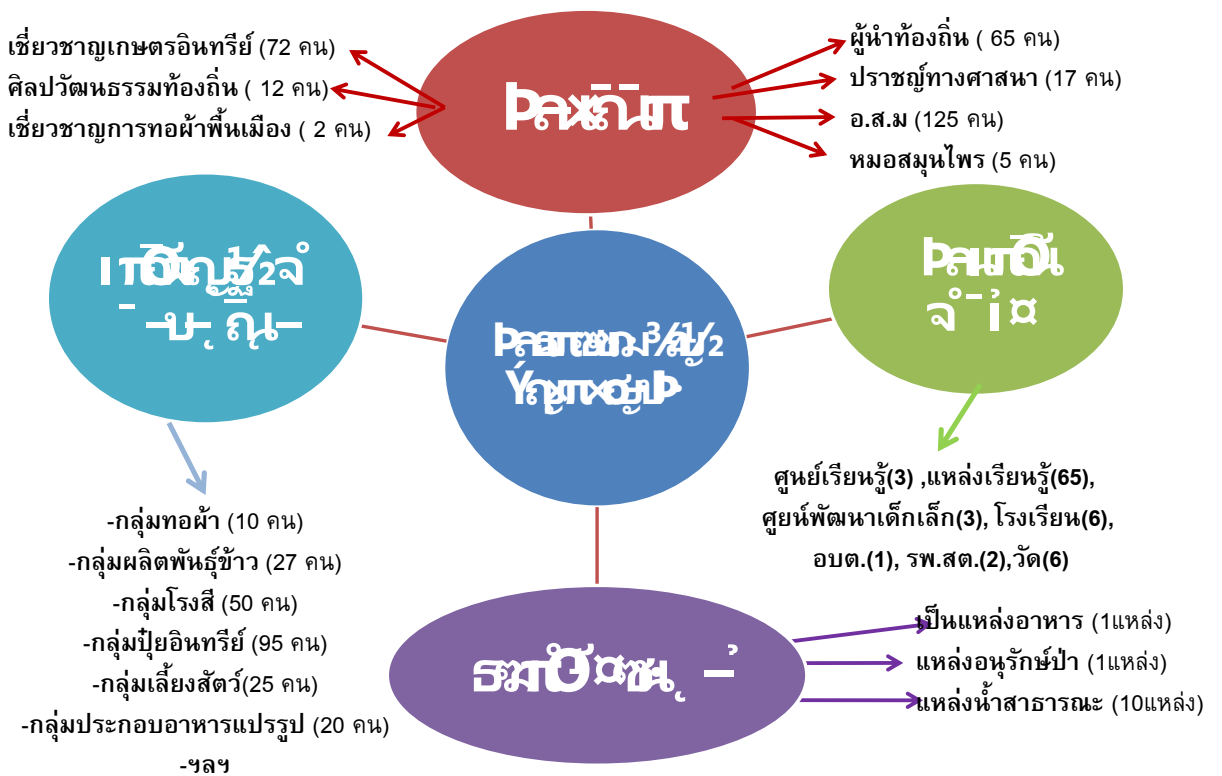 เชี่ยวชาญเกษตรอินทรีย์ (72 คน)
ศิลปวัฒนธรรมท้องถิ่น ( 12 คน)
เชี่ยวชาญการทอผ้าพื้นเมือง ( 2 คน)
ผู้นำท้องถิ่น ( 65 คน)
ปราชญ์ทางศาสนา (17 คน)
อ.ส.ม (125 คน)
หมอสมุนไพร (5 คน)
ศูนย์เรียนรู้(3) ,แหล่งเรียนรู้(65),
ศูยน์พัฒนาเด็กเล็ก(3), โรงเรียน(6),
อบต.(1), รพ.สต.(2),วัด(6)
-กลุ่มทอผ้า (10 คน)
-กลุ่มผลิตพันธุ์ข้าว (27 คน)
-กลุ่มโรงสี (50 คน)
-กลุ่มปุ๋ยอินทรีย์ (95 คน)
-กลุ่มเลี้ยงสัตว์(25 คน)
-กลุ่มประกอบอาหารแปรรูป (20 คน)
-ฯลฯ
เป็นแหล่งอาหาร (1แหล่ง)
แหล่งอนุรักษ์ป่า (1แหล่ง)
แหล่งน้ำสาธารณะ (10แหล่ง)